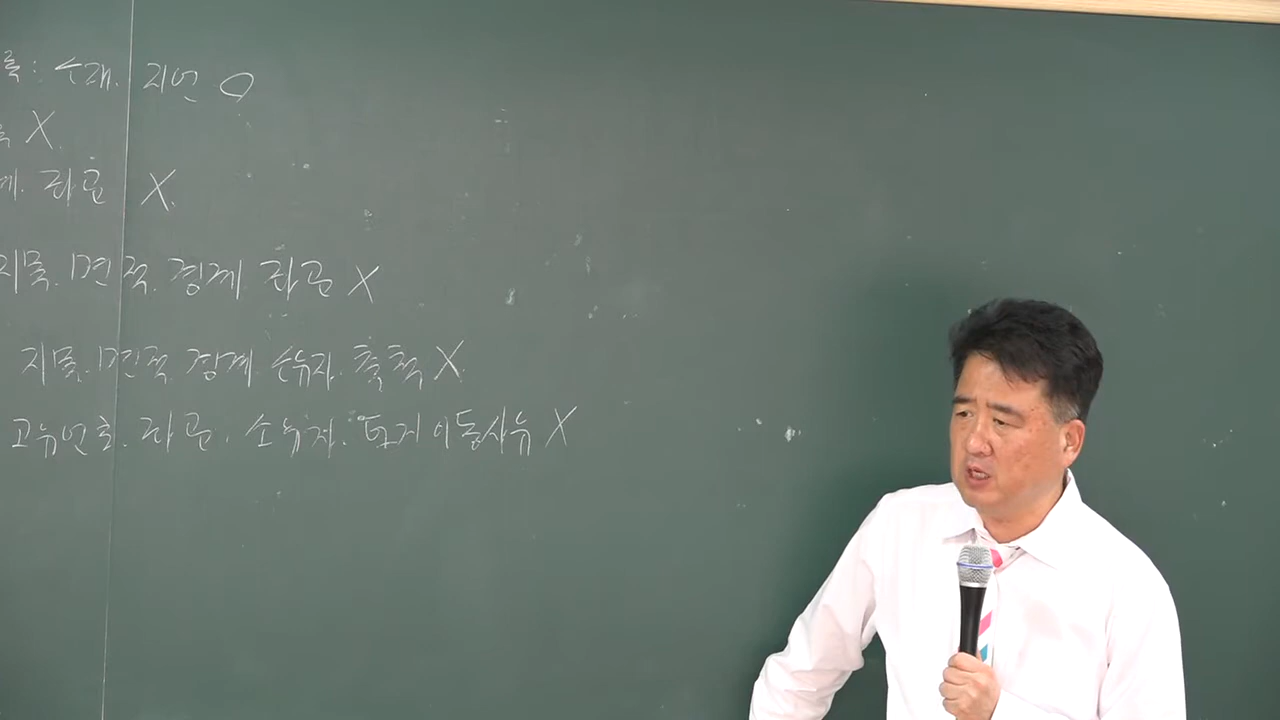 록: 소재. 지번 O
록 X.
계. 좌표 X.
지목. 면적. 경계. 좌표 X
지목. 면적. 경계. 소유자. 축척 X.
고유번호. 좌표. 소유자. 토지이동사유 X